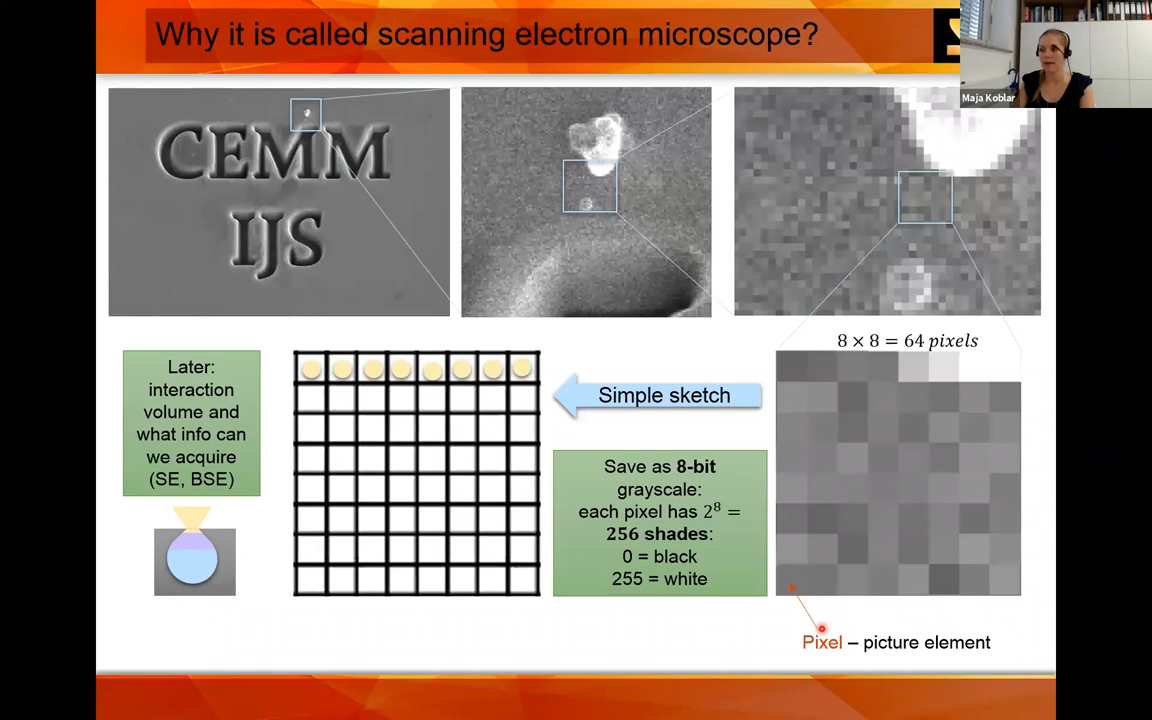 Why it is called scanning electron microscope?
Maja Koblar
CEMM
IJS
8 × 8 = 64 pixels
Later:
interaction
volume and
what info can
we acquire
(SE, BSE)
Simple sketch
Save as 8-bit
grayscale:
each pixel has 2⁸ =
256 shades:
0 = black
255 = white
Pixel – picture element